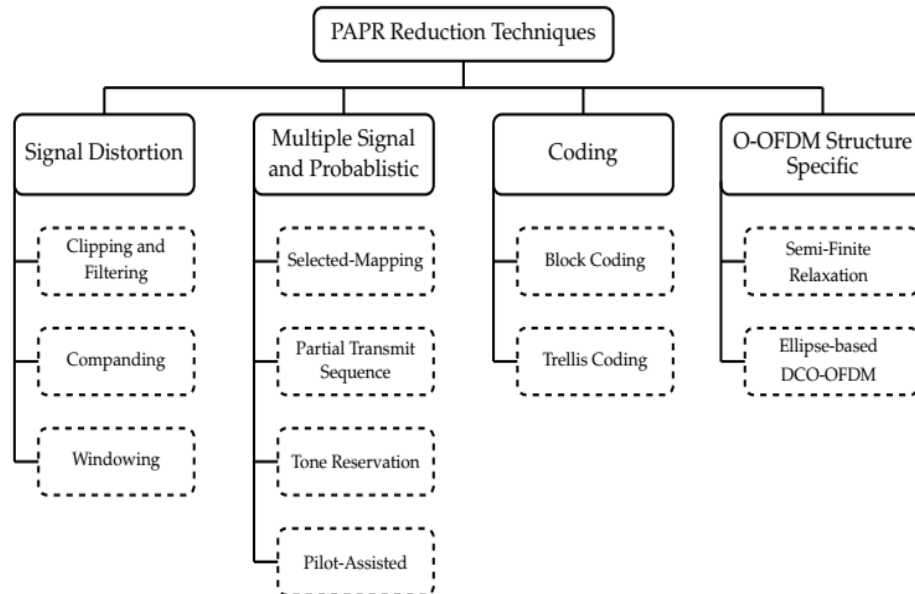 PAPR Reduction Techniques
Signal Distortion
Multiple Signal
and Probablistic
Coding
O-OFDM Structure
Specific
Clipping and
Filtering
Companding
Windowing
Selected-Mapping
Partial Transmit
Sequence
Tone Reservation
Pilot-Assisted
Block Coding
Trellis Coding
Semi-Finite
Relaxation
Ellipse-based
DCO-OFDM